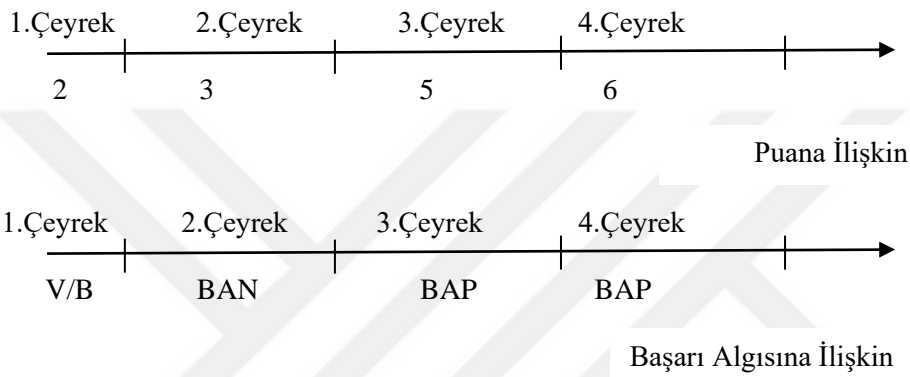 1.Çeyrek 2.Çeyrek 3.Çeyrek 4.Çeyrek
2 3 5 6
Puana İlişkin
1.Çeyrek 2.Çeyrek 3.Çeyrek 4.Çeyrek
V/B BAN BAP BAP
Başarı Algısına İlişkin